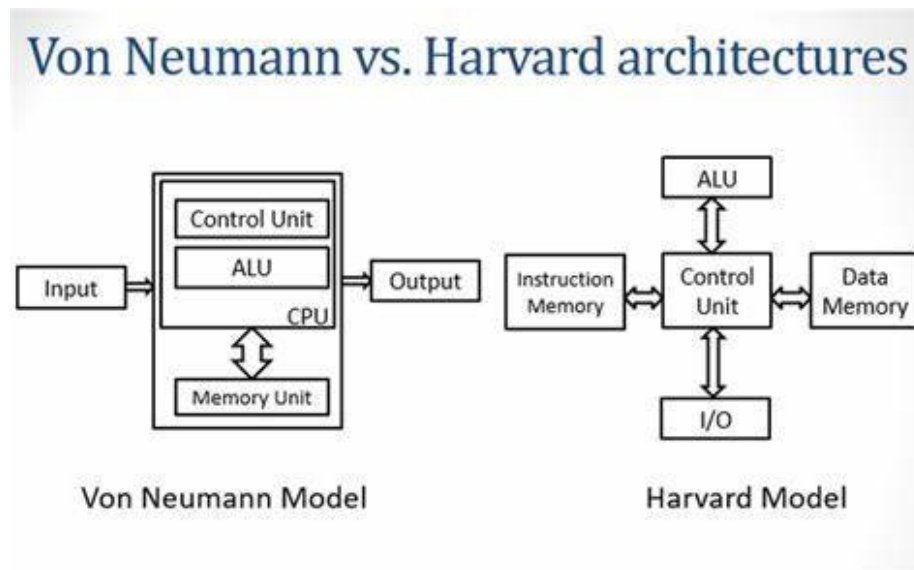 Von Neumann vs. Harvard architectures
Control Unit
ALU
CPU
Memory Unit
Input
Output
Von Neumann Model
ALU
Instruction
Memory
Control
Unit
Data
Memory
I/O
Harvard Model